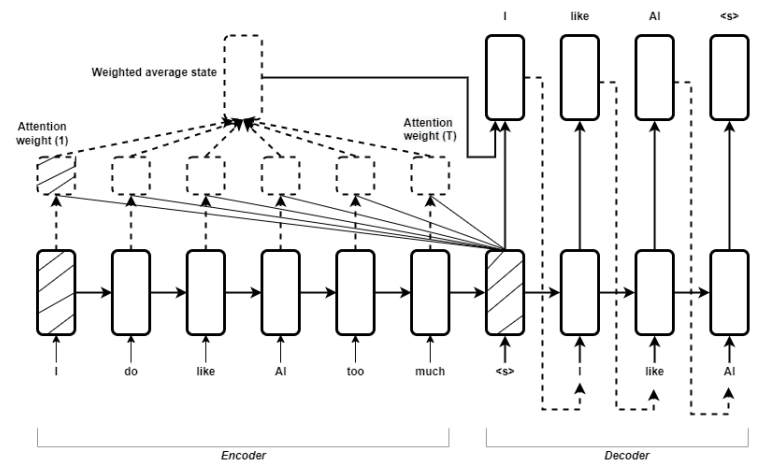 I like AI <s>
Weighted average state
Attention
weight (1)
Attention
weight (T)
I do like AI too much <s> I like AI
Encoder
Decoder